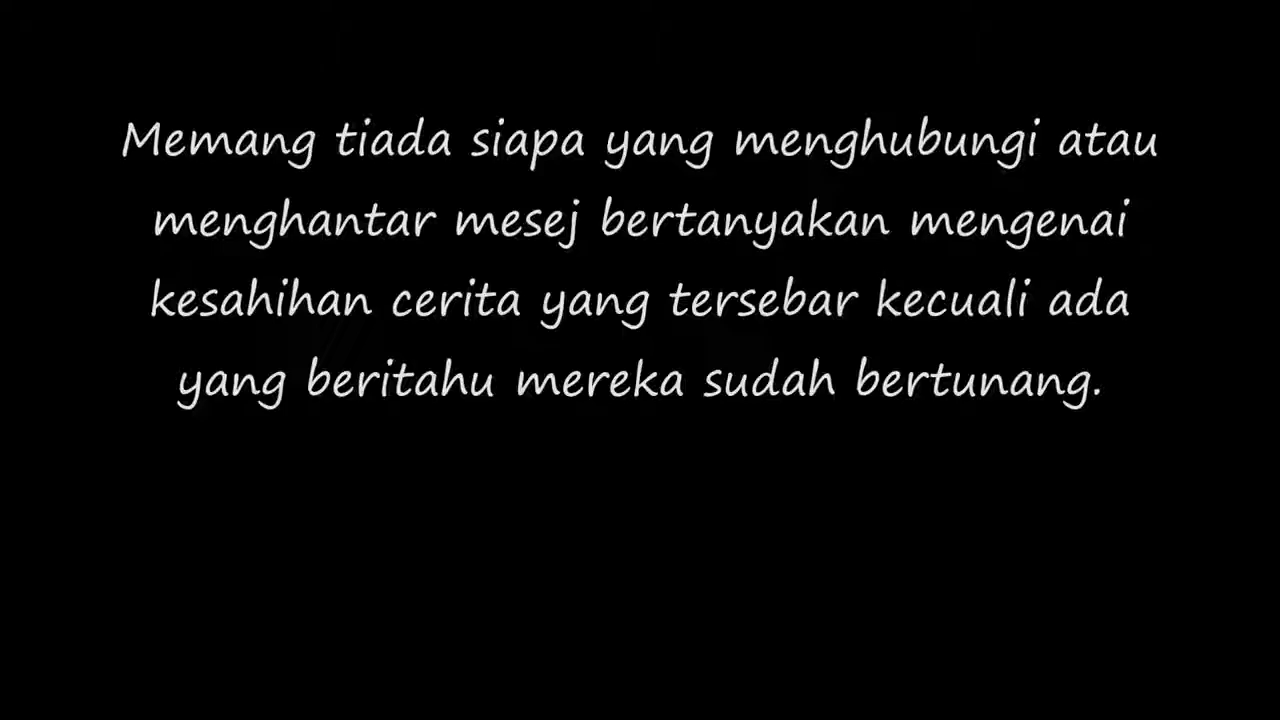 Memang tiada siapa yang menghubungi atau
menghantar mesej bertanyakan mengenai
kesahihan cerita yang tersebar kecuali ada
yang beritahu mereka sudah bertunang.